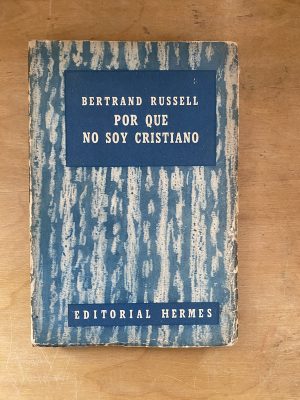 BERTRAND RUSSELL
POR QUE
NO SOY CRISTIANO
EDITORIAL HERMES